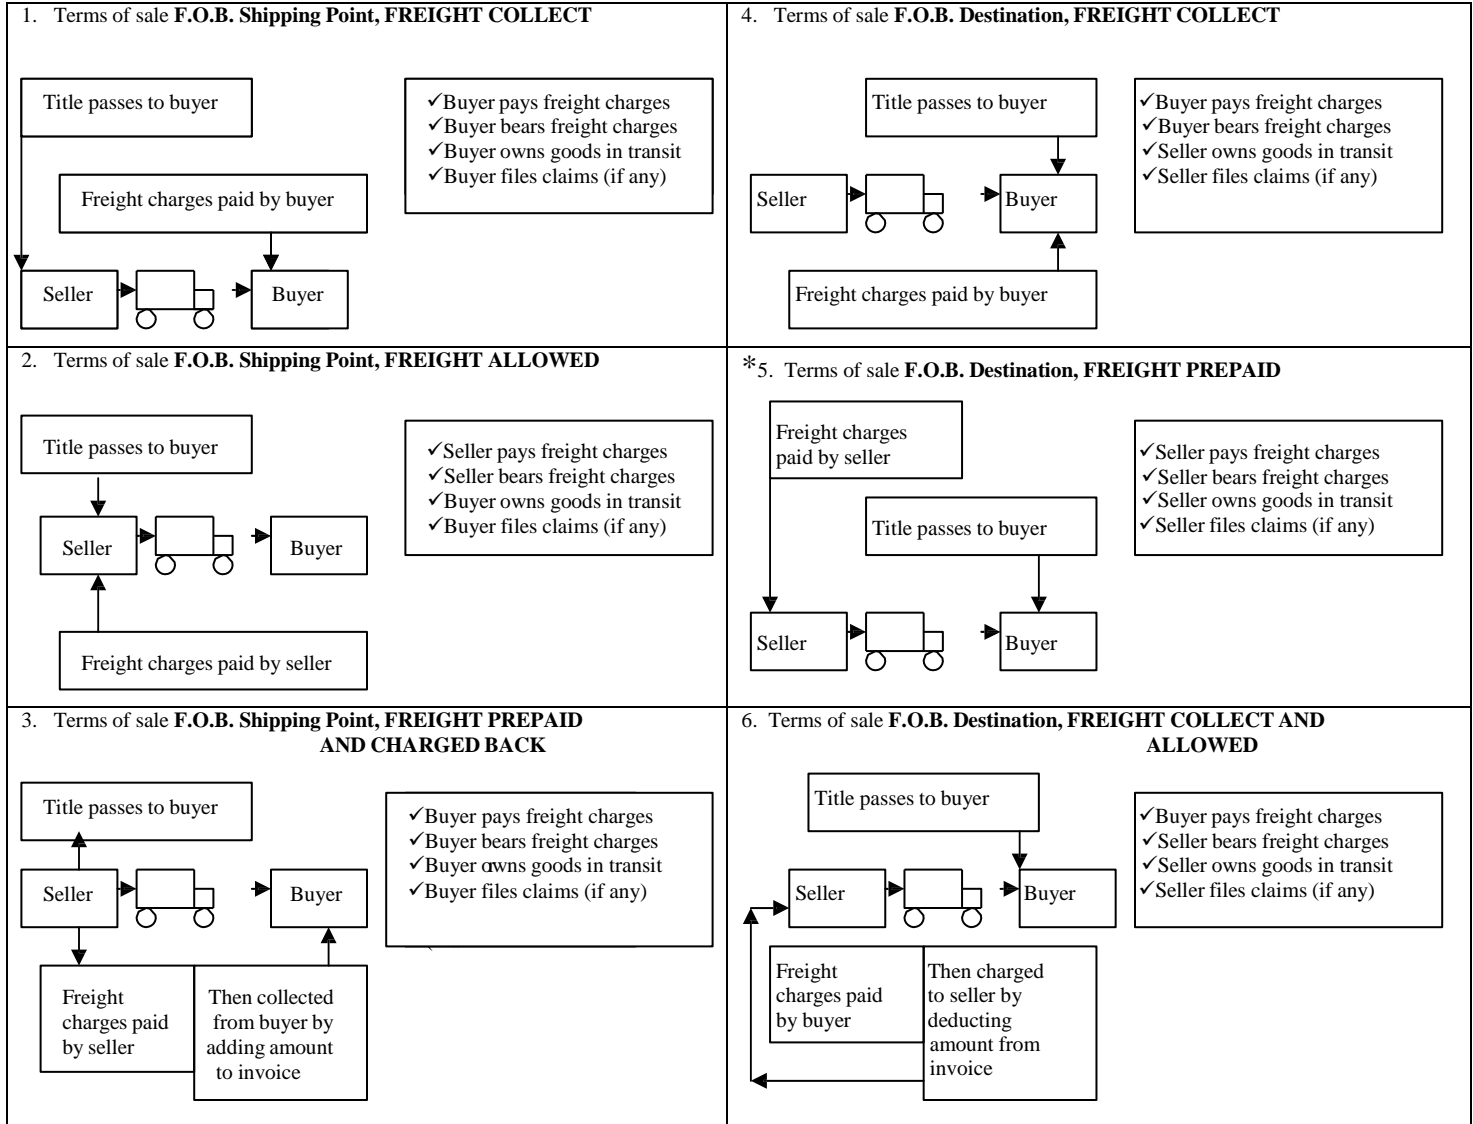 1. Terms of sale F.O.B. Shipping Point, FREIGHT COLLECT
Title passes to buyer
✓Buyer pays freight charges
✓Buyer bears freight charges
✓Buyer owns goods in transit
✓Buyer files claims (if any)
Freight charges paid by buyer
Seller
Buyer
4. Terms of sale F.O.B. Destination, FREIGHT COLLECT
Title passes to buyer
✓Buyer pays freight charges
✓Buyer bears freight charges
✓Seller owns goods in transit
✓Seller files claims (if any)
Seller
Buyer
Freight charges paid by buyer
2. Terms of sale F.O.B. Shipping Point, FREIGHT ALLOWED
Title passes to buyer
✓Seller pays freight charges
✓Seller bears freight charges
✓Buyer owns goods in transit
✓Buyer files claims (if any)
Seller
Buyer
Freight charges paid by seller
*5. Terms of sale F.O.B. Destination, FREIGHT PREPAID
Freight charges
paid by seller
✓Seller pays freight charges
✓Seller bears freight charges
✓Seller owns goods in transit
✓Seller files claims (if any)
Title passes to buyer
Seller
Buyer
3. Terms of sale F.O.B. Shipping Point, FREIGHT PREPAID
AND CHARGED BACK
Title passes to buyer
✓Buyer pays freight charges
✓Buyer bears freight charges
✓Buyer owns goods in transit
✓Buyer files claims (if any)
Seller
Buyer
Freight
charges paid
by seller
Then collected
from buyer by
adding amount
to invoice
6. Terms of sale F.O.B. Destination, FREIGHT COLLECT AND
ALLOWED
Title passes to buyer
✓Buyer pays freight charges
✓Seller bears freight charges
✓Seller owns goods in transit
✓Seller files claims (if any)
Seller
Buyer
Freight
charges paid
by buyer
Then charged
to seller by
deducting
amount from
invoice